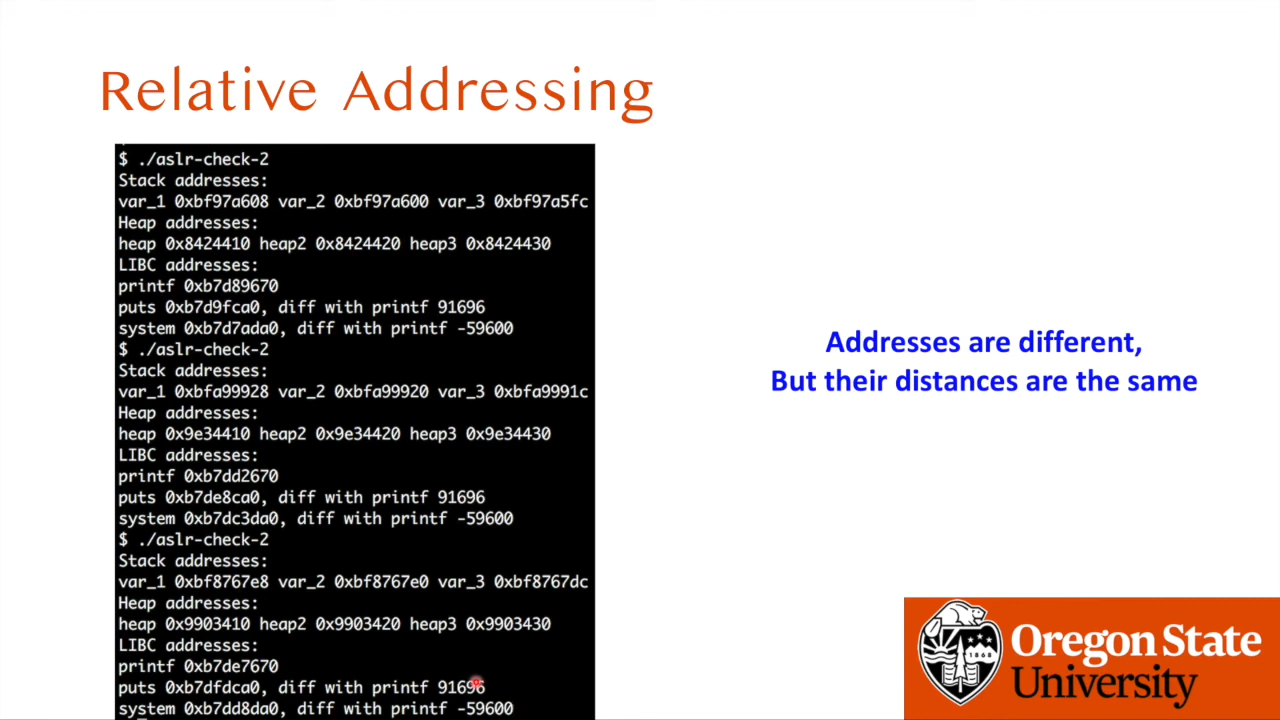 Relative Addressing
$ ./aslr-check-2
Stack addresses:
var_1 0xbf97a608 var_2 0xbf97a600 var_3 0xbf97a5fc
Heap addresses:
heap 0x8424410 heap2 0x8424420 heap3 0x8424430
LIBC addresses:
printf 0xb7d89670
puts 0xb7d9fca0, diff with printf 91696
system 0xb7d7ada0, diff with printf -59600
$ ./aslr-check-2
Stack addresses:
var_1 0xbfa99928 var_2 0xbfa99920 var_3 0xbfa9991c
Heap addresses:
heap 0x9e34410 heap2 0x9e34420 heap3 0x9e34430
LIBC addresses:
printf 0xb7dd2670
puts 0xb7de8ca0, diff with printf 91696
system 0xb7dc3da0, diff with printf -59600
$ ./aslr-check-2
Stack addresses:
var_1 0xbf8767e8 var_2 0xbf8767e0 var_3 0xbf8767dc
Heap addresses:
heap 0x9903410 heap2 0x9903420 heap3 0x9903430
LIBC addresses:
printf 0xb7de7670
puts 0xb7dfdca0, diff with printf 91696
system 0xb7dd8da0, diff with printf -59600
Addresses are different,
But their distances are the same
1868
Oregon State
University